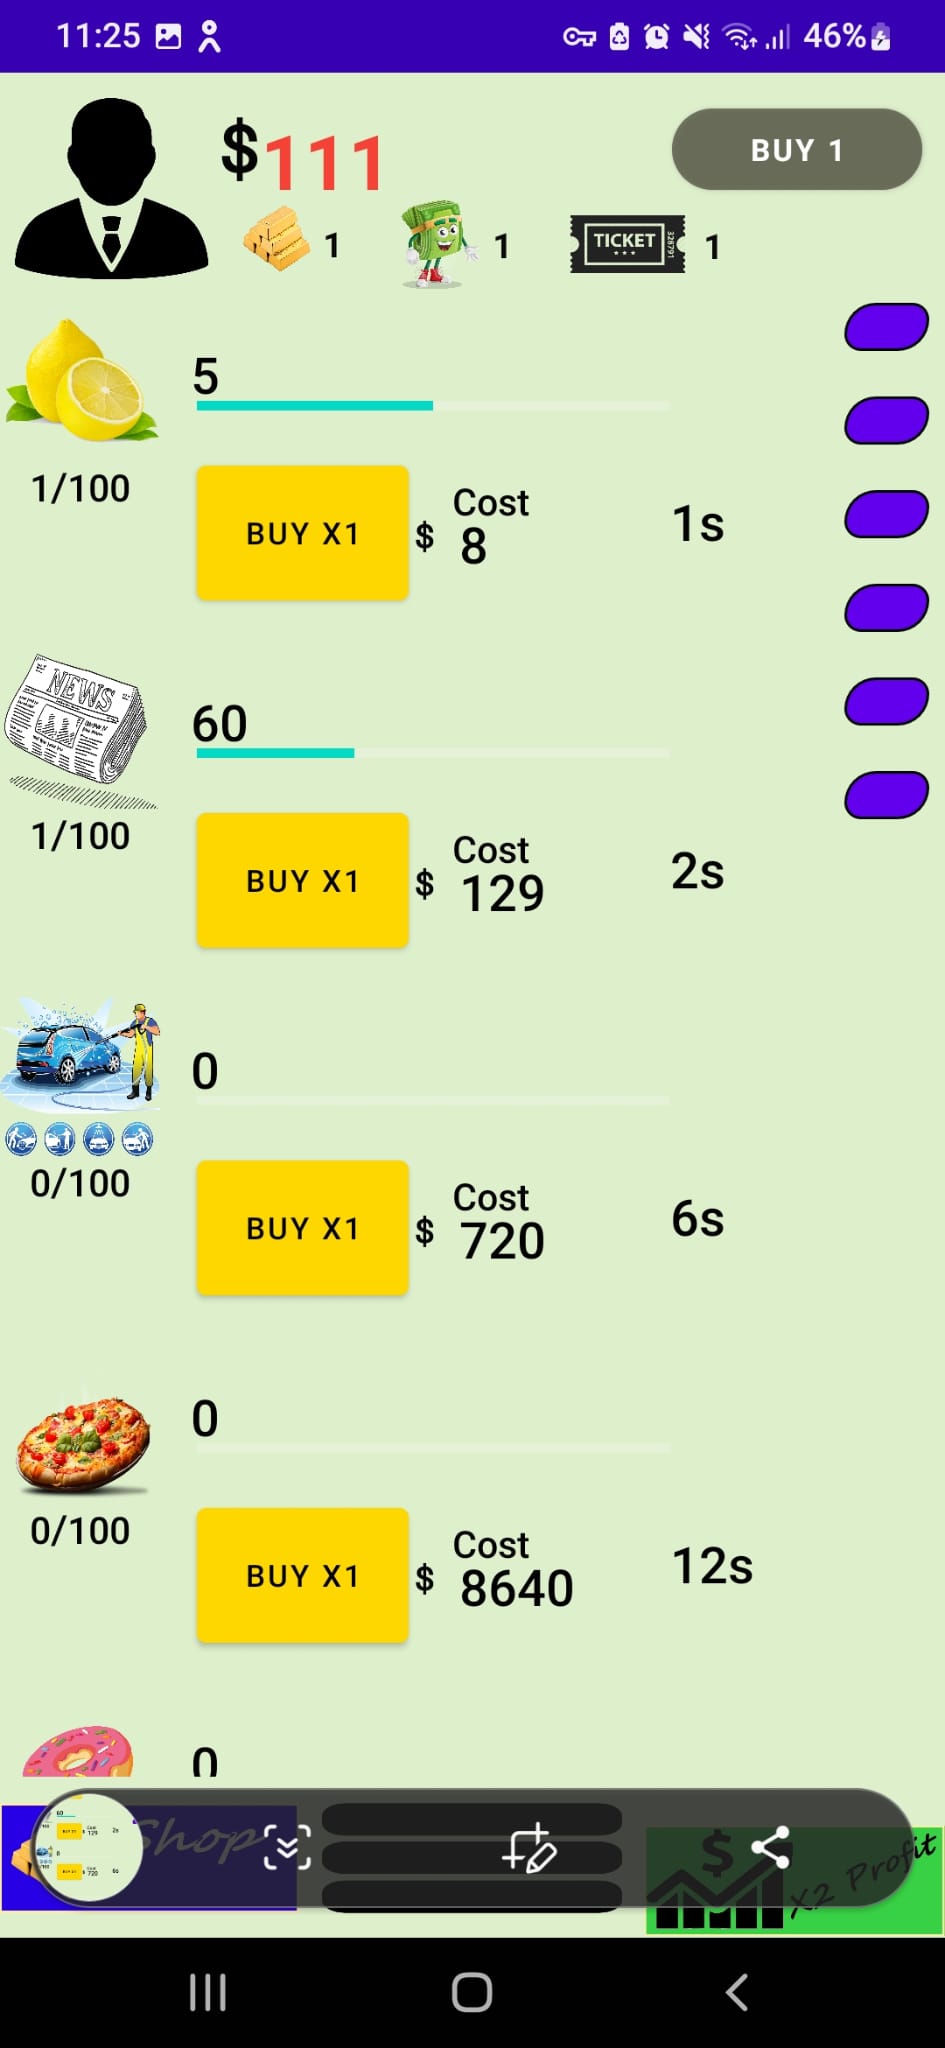 11:25
46%
$111
BUY 1
1
1
TICKET
328791
1
5
1/100
BUY X1
Cost
$ 8
1s
NEWS
60
1/100
BUY X1
Cost
$ 129
2s
0
0/100
BUY X1
Cost
$ 720
6s
0
0/100
BUY X1
Cost
$ 8640
12s
0
Shop
$
X2 Profit